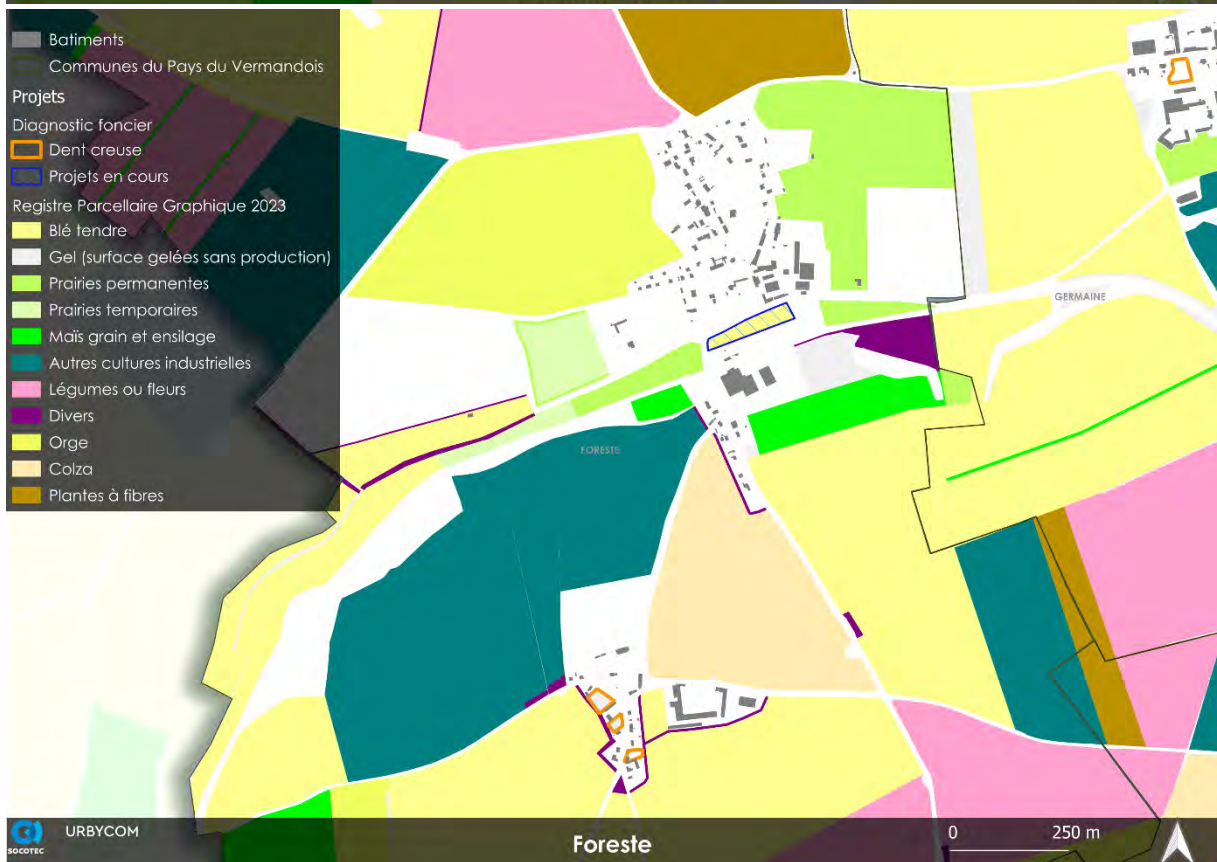 Batiments
Communes du Pays du Vermandois
Projets
Diagnostic foncier
Dent creuse
Projets en cours
Registre Parcellaire Graphique 2023
Blé tendre
Gel (surface gelées sans production)
Prairies permanentes
Prairies temporaires
Maïs grain et ensilage
Autres cultures industrielles
Légumes ou fleurs
Divers
Orge
Colza
Plantes à fibres
GERMAINE
FORESTE
SOCOTEC
URBYCOM
Foreste
0 250 m